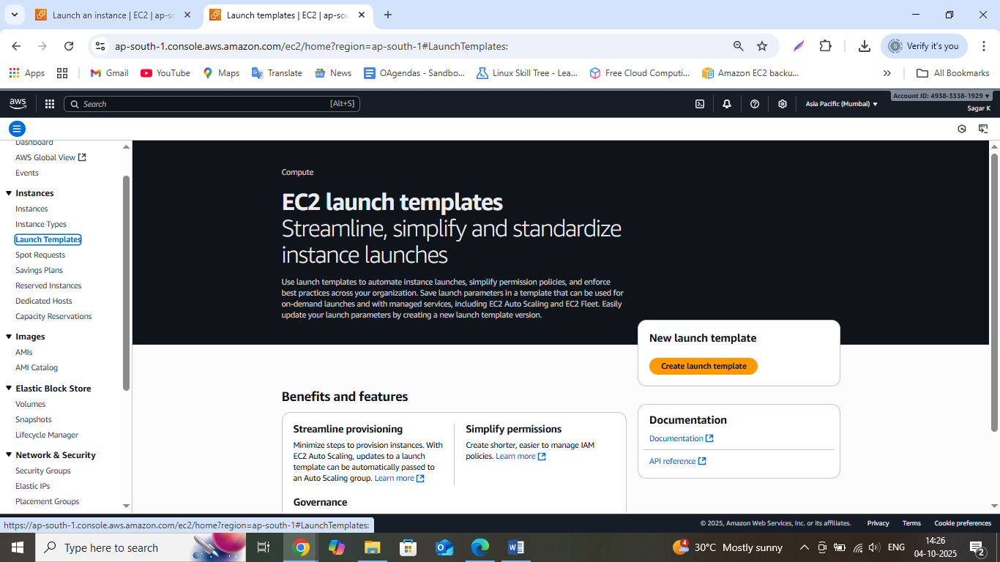 Launch an instance | EC2 | ap-so
Launch templates | EC2 | ap-sou
ap-south-1.console.aws.amazon.com/ec2/home?region=ap-south-1#LaunchTemplates:
Verify it's you
Apps
Gmail
YouTube
Maps
Translate
News
OAgendas - Sandbo...
Linux Skill Tree - Lea...
Free Cloud Computi...
Amazon EC2 backu...
All Bookmarks
aws
Search
[Alt+S]
Asia Pacific (Mumbai)
Account ID: 4938-3338-1929
Sagar K
Dashboard
AWS Global View
Events
Instances
Instances
Instance Types
Launch Templates
Spot Requests
Savings Plans
Reserved Instances
Dedicated Hosts
Capacity Reservations
Images
AMIs
AMI Catalog
Elastic Block Store
Volumes
Snapshots
Lifecycle Manager
Network & Security
Security Groups
Elastic IPs
Placement Groups
Compute
EC2 launch templates
Streamline, simplify and standardize
instance launches
Use launch templates to automate instance launches, simplify permission policies, and enforce
best practices across your organization. Save launch parameters in a template that can be used for
on-demand launches and with managed services, including EC2 Auto Scaling and EC2 Fleet. Easily
update your launch parameters by creating a new launch template version.
New launch template
Create launch template
Benefits and features
Streamline provisioning
Minimize steps to provision instances. With
EC2 Auto Scaling, updates to a launch
template can be automatically passed to
an Auto Scaling group. Learn more
Simplify permissions
Create shorter, easier to manage IAM
policies. Learn more
Governance
Documentation
Documentation
API reference
https://ap-south-1.console.aws.amazon.com/ec2/home?region=ap-south-1#LaunchTemplates:
© 2025, Amazon Web Services, Inc. or its affiliates.
Privacy
Terms
Cookie preferences
Type here to search
30°C Mostly sunny
ENG
14:26
04-10-2025
2